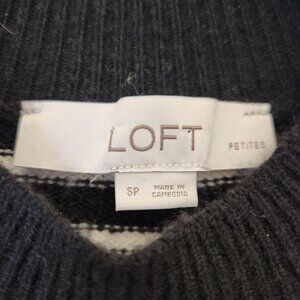 LOFT
PETITES
SP
MADE IN
CAMBODIA